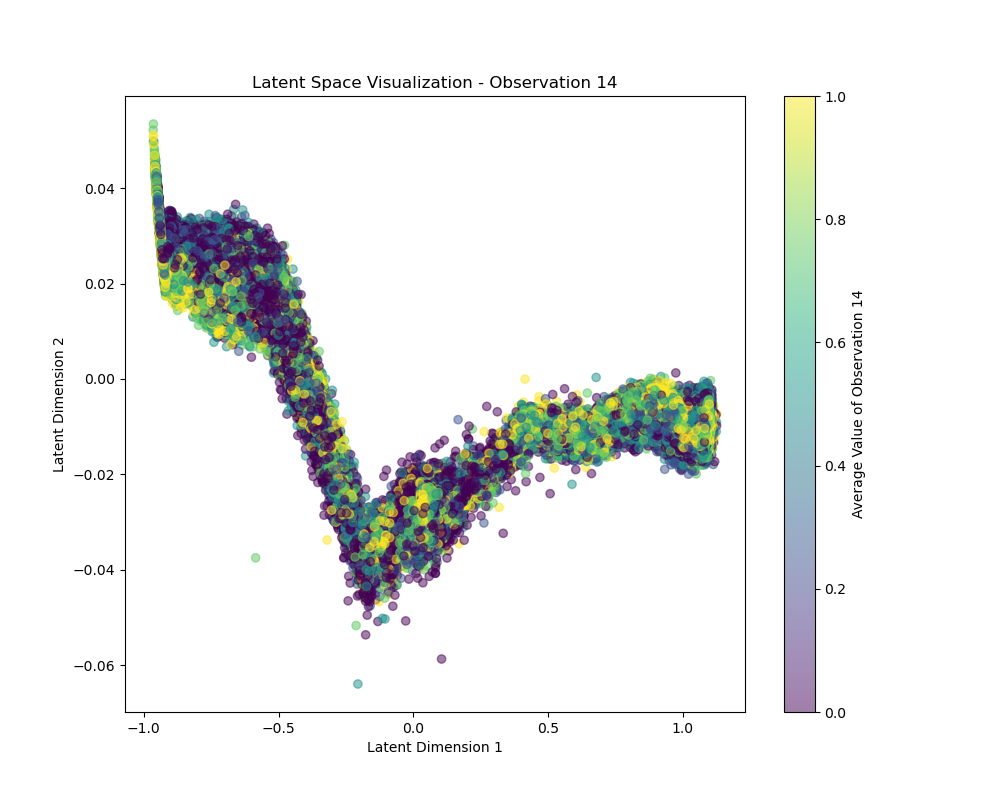 Latent Space Visualization - Observation 14
Latent Dimension 2
0.04
0.02
0.00
−0.02
−0.04
−0.06
−1.0 −0.5 0.0 0.5 1.0
Latent Dimension 1
1.0
0.8
0.6
0.4
0.2
0.0
Average Value of Observation 14